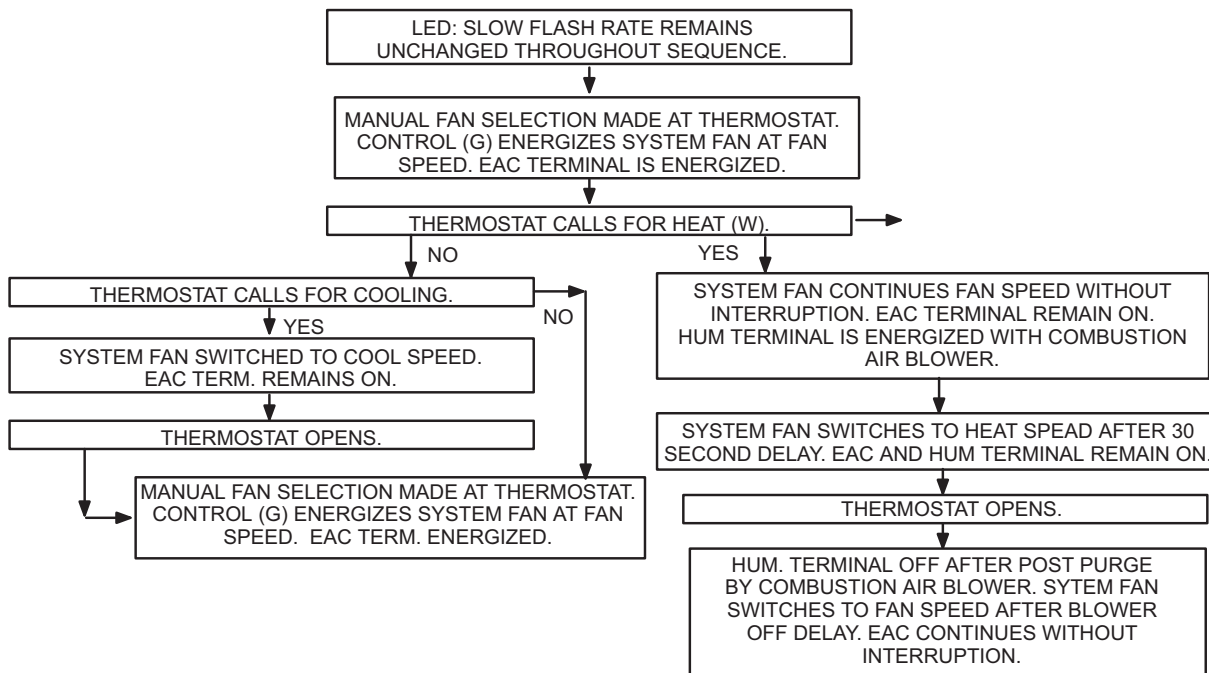 LED: SLOW FLASH RATE REMAINS
UNCHANGED THROUGHOUT SEQUENCE.
MANUAL FAN SELECTION MADE AT THERMOSTAT.
CONTROL (G) ENERGIZES SYSTEM FAN AT FAN
SPEED. EAC TERMINAL IS ENERGIZED.
THERMOSTAT CALLS FOR HEAT (W).
NO
YES
THERMOSTAT CALLS FOR COOLING.
YES
NO
SYSTEM FAN SWITCHED TO COOL SPEED.
EAC TERM. REMAINS ON.
THERMOSTAT OPENS.
MANUAL FAN SELECTION MADE AT THERMOSTAT.
CONTROL (G) ENERGIZES SYSTEM FAN AT FAN
SPEED. EAC TERM. ENERGIZED.
SYSTEM FAN CONTINUES FAN SPEED WITHOUT
INTERRUPTION. EAC TERMINAL REMAIN ON.
HUM TERMINAL IS ENERGIZED WITH COMBUSTION
AIR BLOWER.
SYSTEM FAN SWITCHES TO HEAT SPEAD AFTER 30
SECOND DELAY. EAC AND HUM TERMINAL REMAIN ON.
THERMOSTAT OPENS.
HUM. TERMINAL OFF AFTER POST PURGE
BY COMBUSTION AIR BLOWER. SYTEM FAN
SWITCHES TO FAN SPEED AFTER BLOWER
OFF DELAY. EAC CONTINUES WITHOUT
INTERRUPTION.